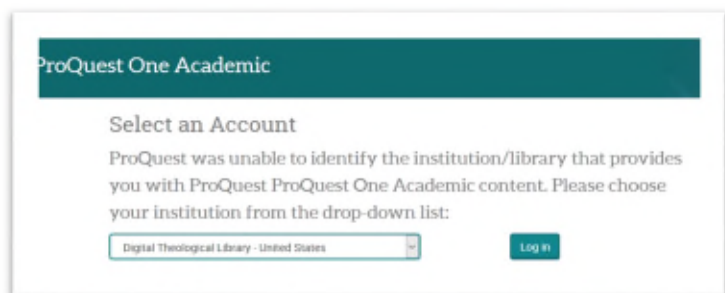 ProQuest One Academic
Select an Account
ProQuest was unable to identify the institution/library that provides
you with ProQuest ProQuest One Academic content. Please choose
your institution from the drop-down list:
Digital Theological Library - United States
Log in